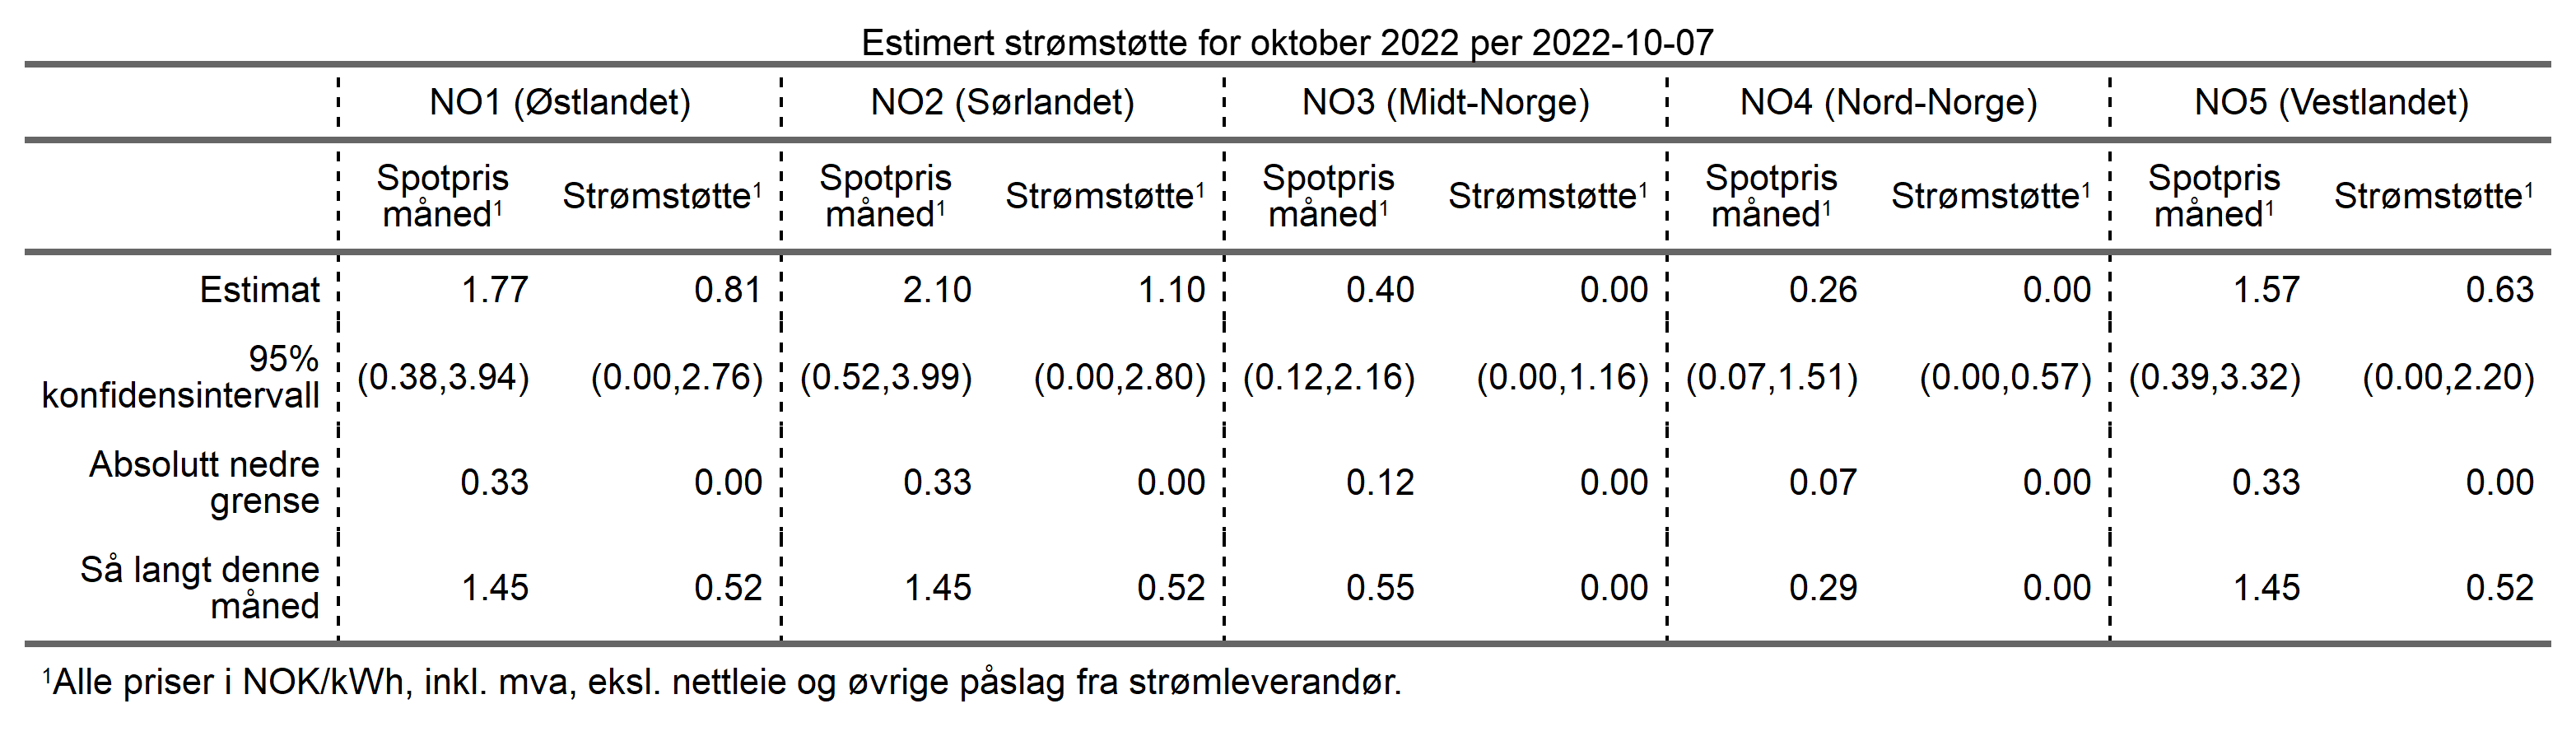 Estimert strømstøtte for oktober 2022 per 2022-10-07
NO1 (Østlandet) NO2 (Sørlandet) NO3 (Midt-Norge) NO4 (Nord-Norge) NO5 (Vestlandet)
Spotpris måned¹ Strømstøtte¹ Spotpris måned¹ Strømstøtte¹ Spotpris måned¹ Strømstøtte¹ Spotpris måned¹ Strømstøtte¹ Spotpris måned¹ Strømstøtte¹
Estimat 1.77 0.81 2.10 1.10 0.40 0.00 0.26 0.00 1.57 0.63
95% konfidensintervall (0.38,3.94) (0.00,2.76) (0.52,3.99) (0.00,2.80) (0.12,2.16) (0.00,1.16) (0.07,1.51) (0.00,0.57) (0.39,3.32) (0.00,2.20)
Absolutt nedre grense 0.33 0.00 0.33 0.00 0.12 0.00 0.07 0.00 0.33 0.00
Så langt denne måned 1.45 0.52 1.45 0.52 0.55 0.00 0.29 0.00 1.45 0.52
¹Alle priser i NOK/kWh, inkl. mva, eksl. nettleie og øvrige påslag fra strømleverandør.